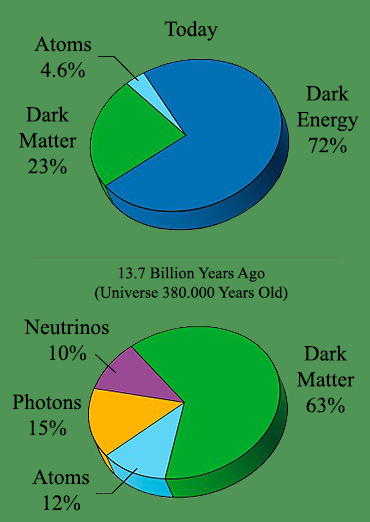 Today
Atoms
4.6%
Dark
Matter
23%
Dark
Energy
72%
13.7 Billion Years Ago
(Universe 380.000 Years Old)
Neutrinos
10%
Photons
15%
Atoms
12%
Dark
Matter
63%